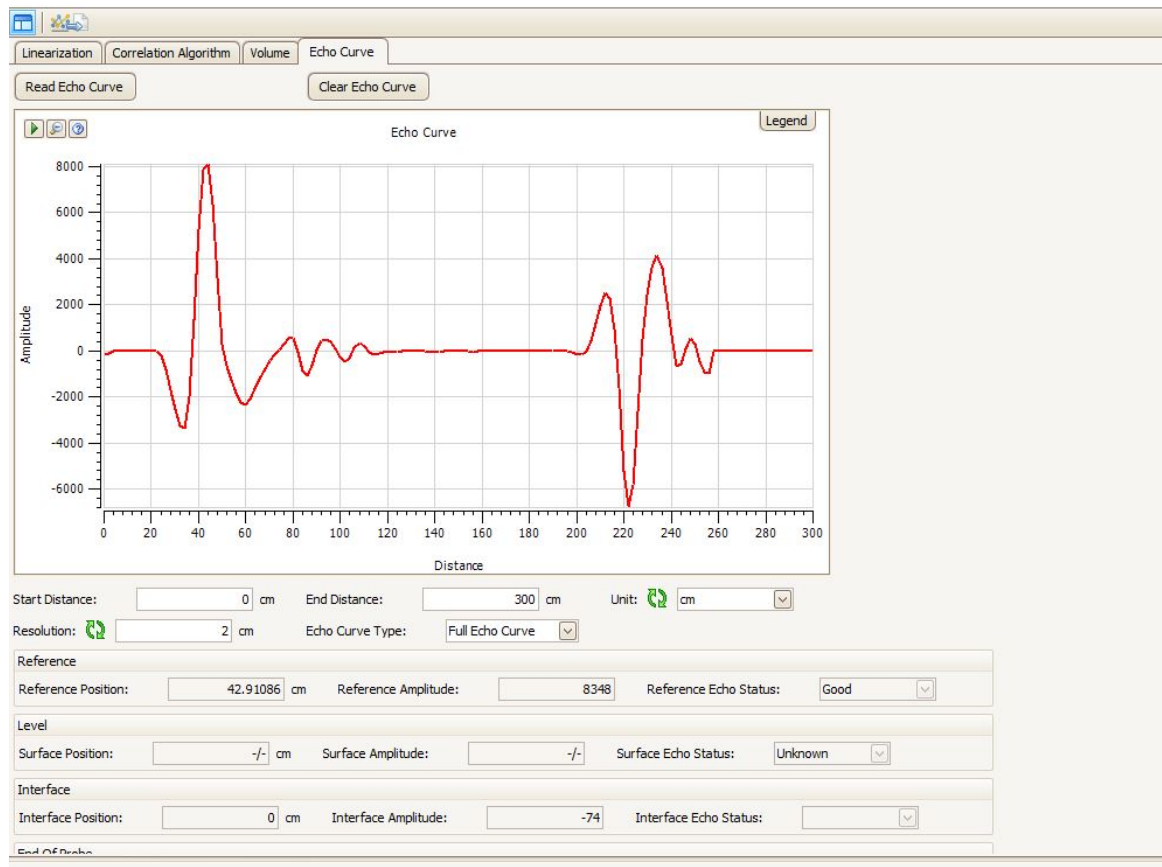 Linearization Correlation Algorithm Volume Echo Curve
Read Echo Curve Clear Echo Curve
Echo Curve
Legend
Amplitude
8000
6000
4000
2000
0
-2000
-4000
-6000
0 20 40 60 80 100 120 140 160 180 200 220 240 260 280 300
Distance
Start Distance: 0 cm End Distance: 300 cm Unit: cm
Resolution: 2 cm Echo Curve Type: Full Echo Curve
Reference
Reference Position: 42.91086 cm Reference Amplitude: 8348 Reference Echo Status: Good
Level
Surface Position: -/- cm Surface Amplitude: -/- Surface Echo Status: Unknown
Interface
Interface Position: 0 cm Interface Amplitude: -74 Interface Echo Status:
End Of Probe